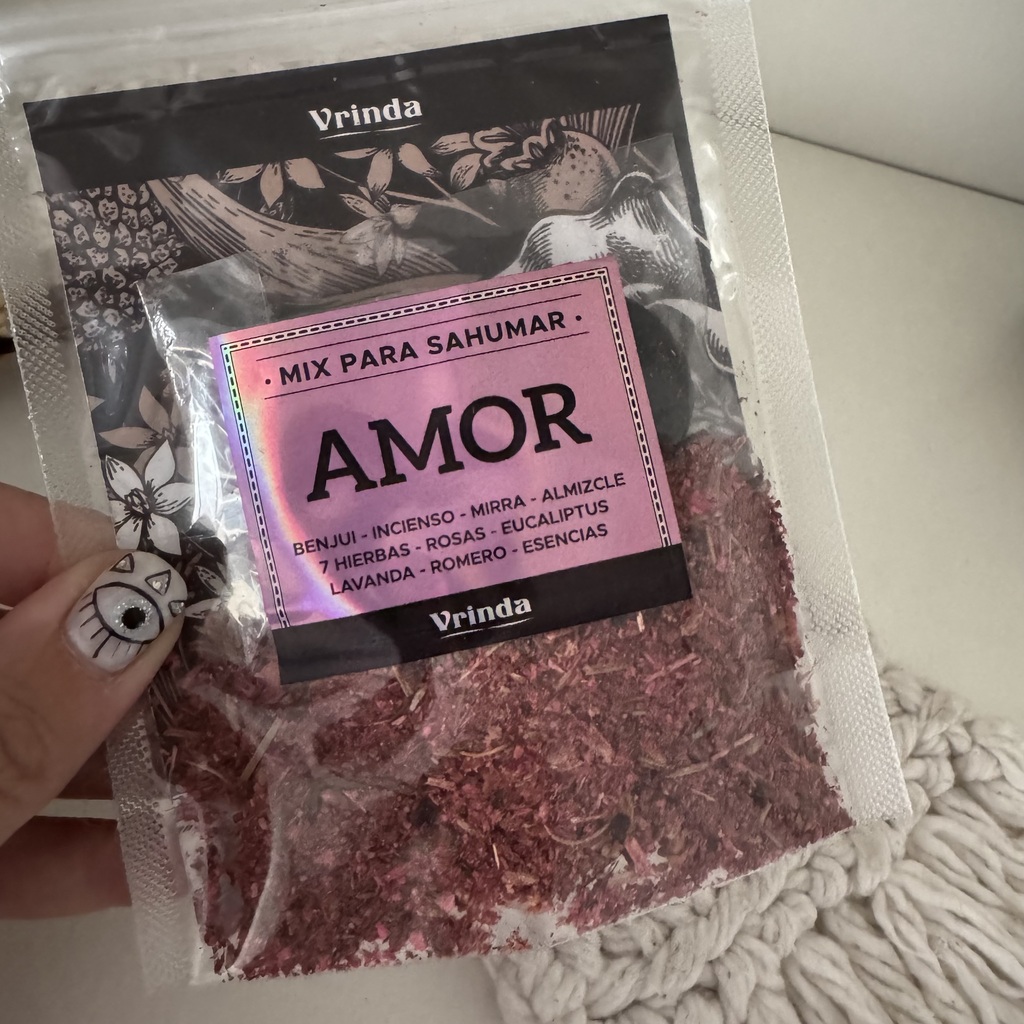 Vrinda
· MIX PARA SAHUMAR ·
AMOR
BENJUI - INCIENSO - MIRRA - ALMIZCLE
7 HIERBAS - ROSAS - EUCALIPTUS
LAVANDA - ROMERO - ESENCIAS
Vrinda